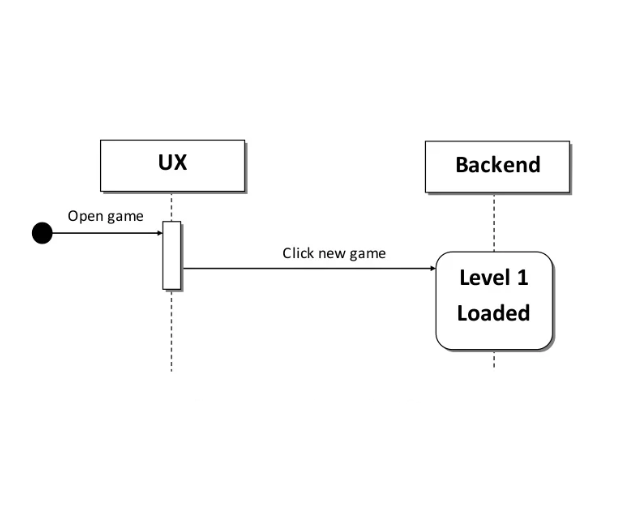 UX
Backend
Open game
Click new game
Level 1
Loaded